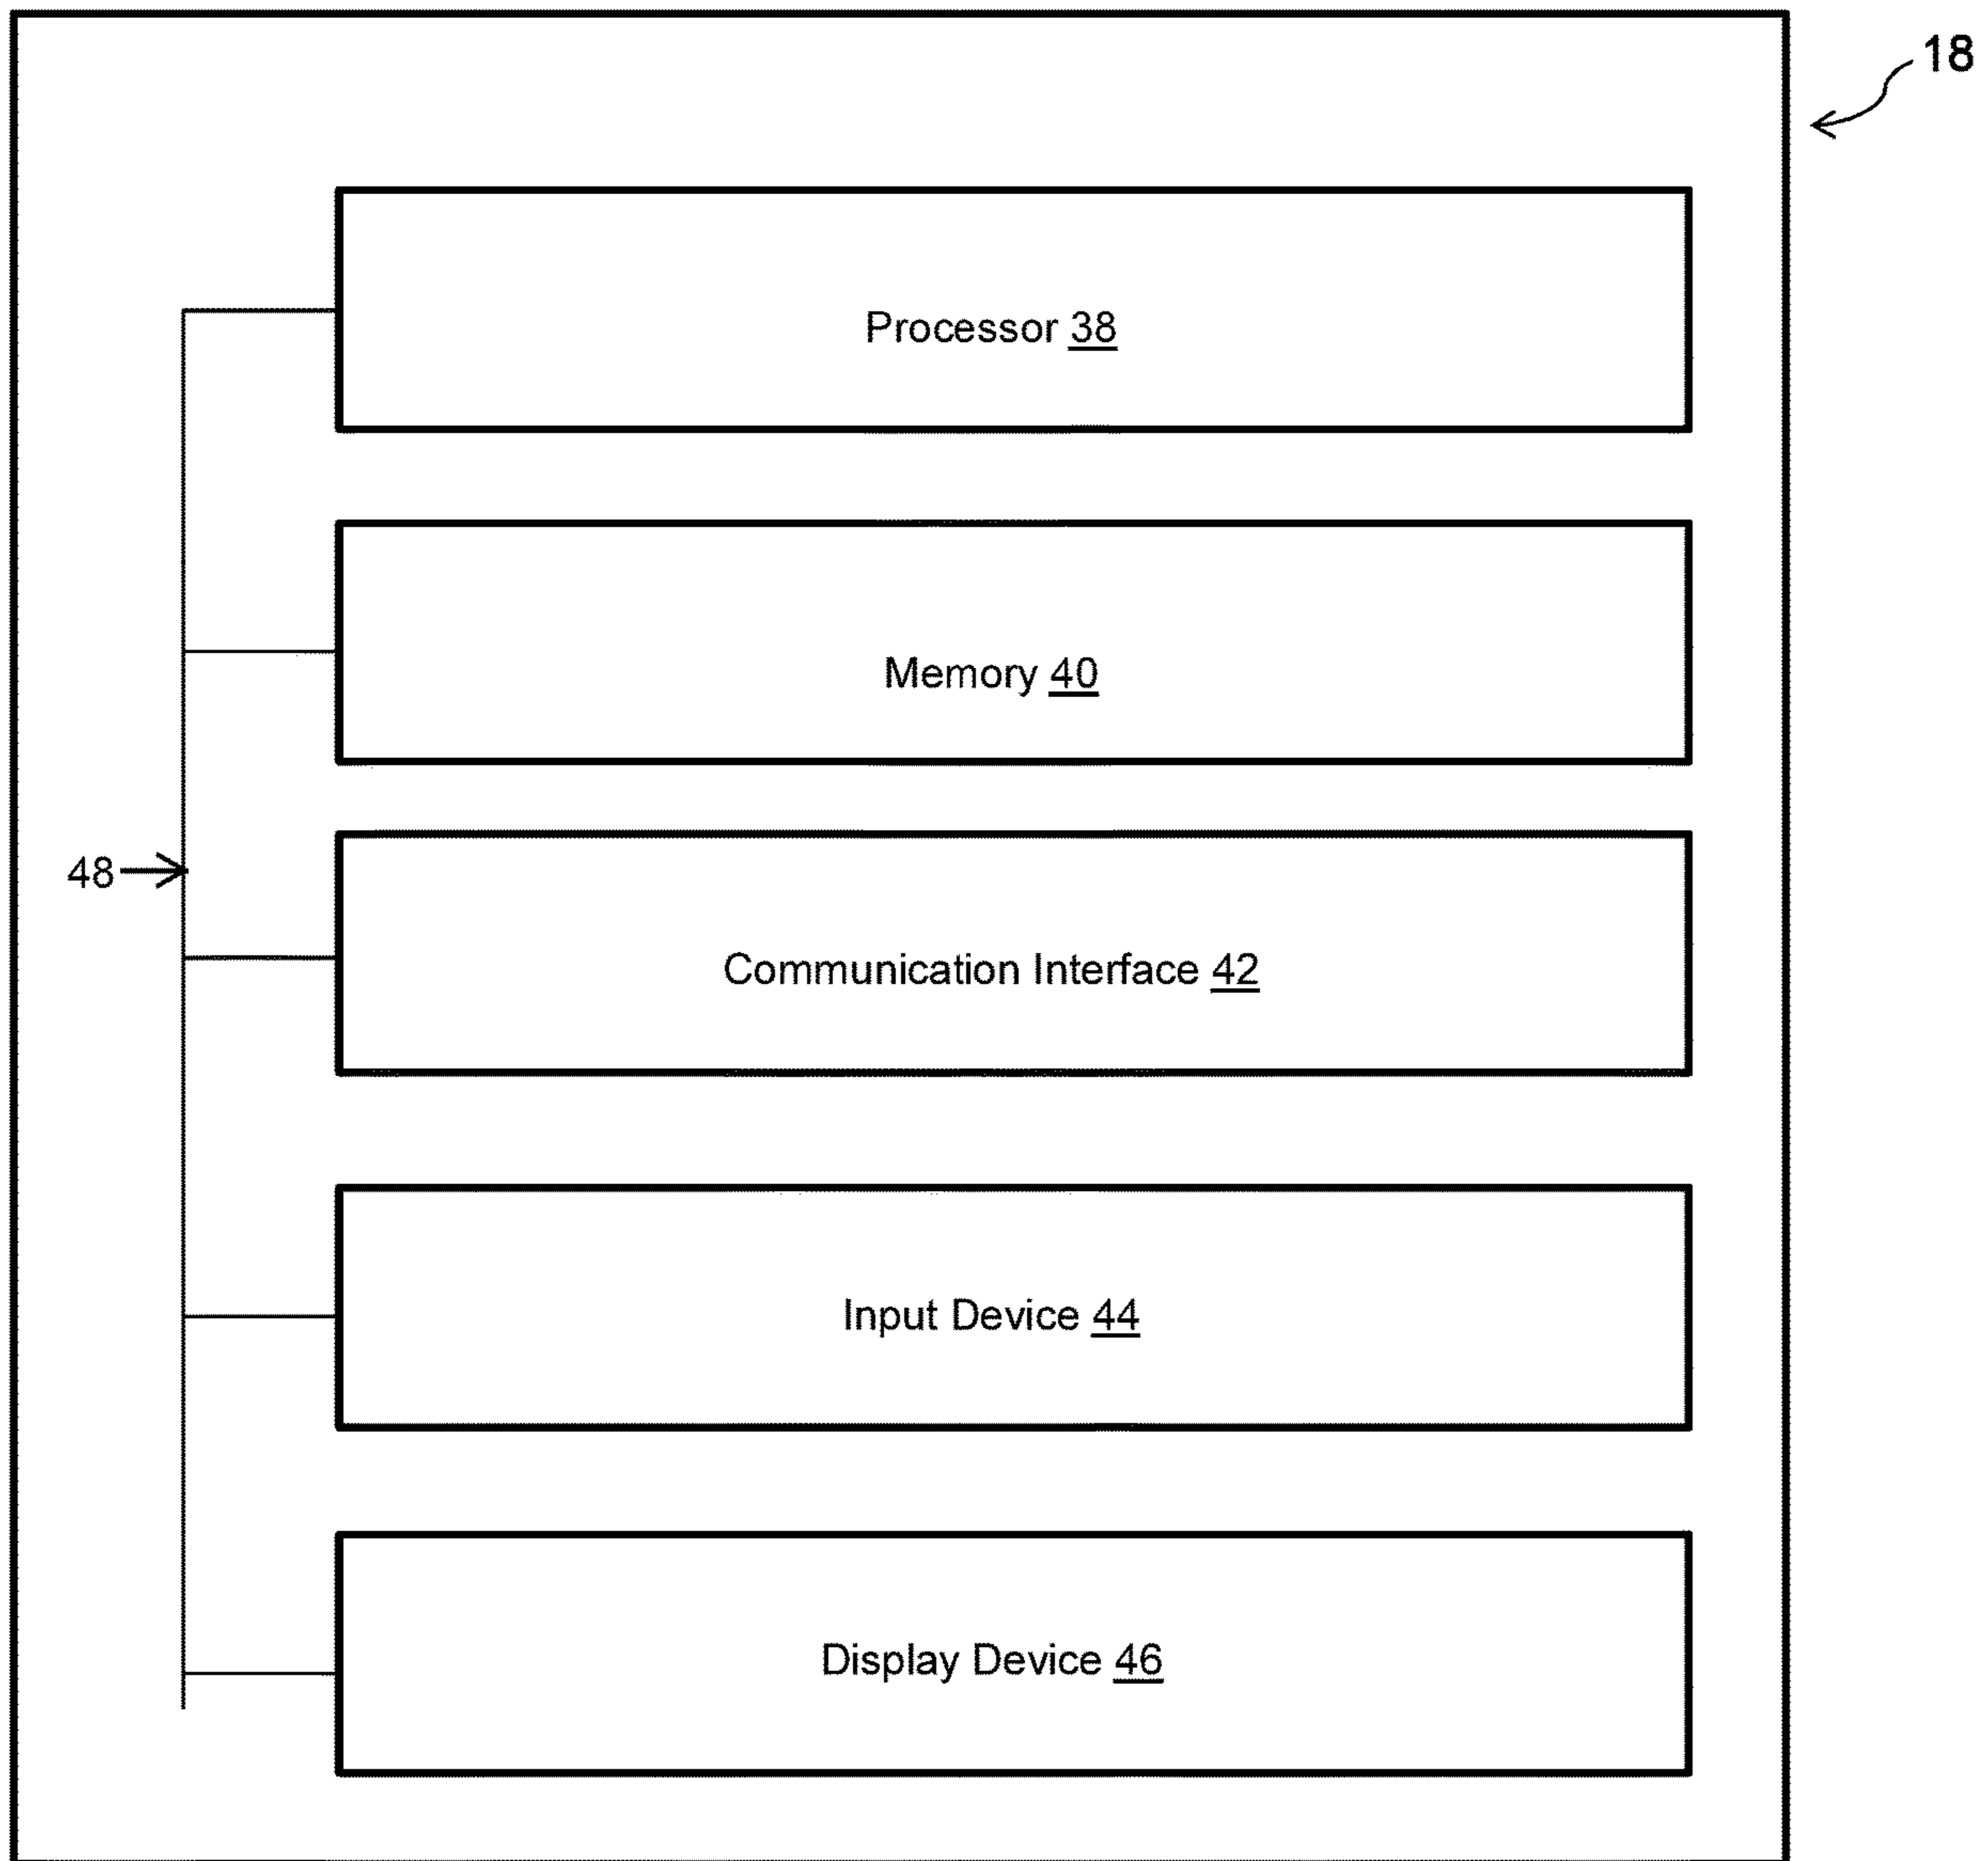 18
Processor 38
Memory 40
48
Communication Interface 42
Input Device 44
Display Device 46